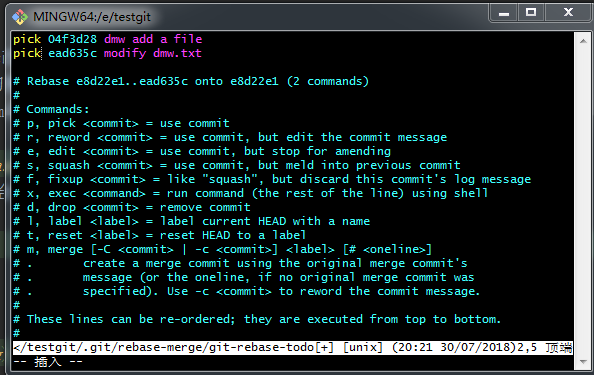 MINGW64:/e/testgit
pick 04f3d28 dmw add a file
pick ead635c modify dmw.txt
# Rebase e8d22e1..ead635c onto e8d22e1 (2 commands)
#
# Commands:
# p, pick <commit> = use commit
# r, reword <commit> = use commit, but edit the commit message
# e, edit <commit> = use commit, but stop for amending
# s, squash <commit> = use commit, but meld into previous commit
# f, fixup <commit> = like "squash", but discard this commit's log message
# x, exec <command> = run command (the rest of the line) using shell
# d, drop <commit> = remove commit
# l, label <label> = label current HEAD with a name
# t, reset <label> = reset HEAD to a label
# m, merge [-C <commit> | -c <commit>] <label> [# <oneline>]
# .       create a merge commit using the original merge commit's
# .       message (or the oneline, if no original merge commit was
# .       specified). Use -c <commit> to reword the commit message.
#
# These lines can be re-ordered; they are executed from top to bottom.
#
</testgit/.git/rebase-merge/git-rebase-todo[+] [unix] (20:21 30/07/2018)2,5 顶端
-- 插入 --